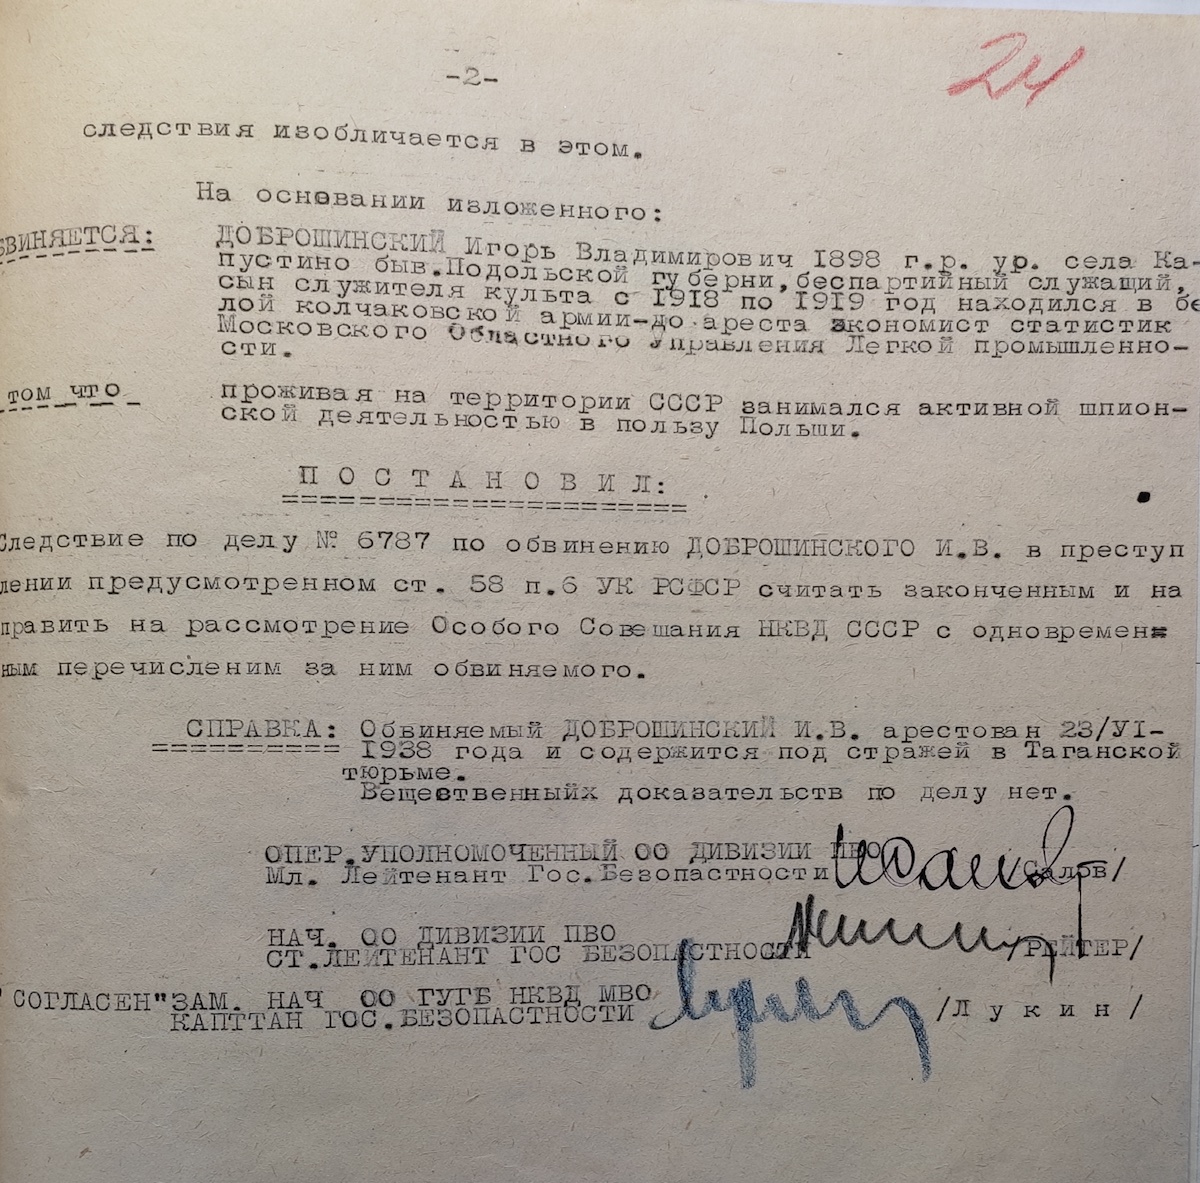 -2-
24
следствия изобличается в этом.
На основании изложенного:
ВИНЯЕТСЯ: ДОБРОШИНСКИЙ Игорь Владимирович 1898 г.р. ур. села Ка-
пустино быв.Подольской губерни,беспартийный служащий,
сын служителя культа с 1918 по 1919 год находился в бе
лой колчаковской армии-до ареста экономист статистик
Московского Областного Управления Легкой промышленно-
сти.
том что проживая на территории СССР занимался активной шпион-
ской деятельностью в пользу Польши.
П О С Т А Н О В И Л:
Следствие по делу № 6787 по обвинению ДОБРОШИНСКОГО И.В. в преступ
лении предусмотренном ст. 58 п.6 УК РСФСР считать законченным и на
править на рассмотрение Особого Совещания НКВД СССР с одновремен
ным перечисленим за ним обвиняемого.
СПРАВКА: Обвиняемый ДОБРОШИНСКИЙ И.В. арестован 23/УІ-
1938 года и содержится под стражей в Таганской
тюрьме.
Вещественныйх доказательств по делу нет.
ОПЕР.УПОЛНОМОЧЕННЫЙ ОО ДИВИЗИИ ПВО
Мл. Лейтенант Гос.Безопастности /Салов/
НАЧ. ОО ДИВИЗИИ ПВО
СТ.ЛЕЙТЕНАНТ ГОС БЕЗОПАСТНОСТИ /РЕЙТЕР/
"СОГЛАСЕН" ЗАМ. НАЧ ОО ГУГБ НКВД МВО
КАПТТАН ГОС.БЕЗОПАСТНОСТИ /Л у к и н/